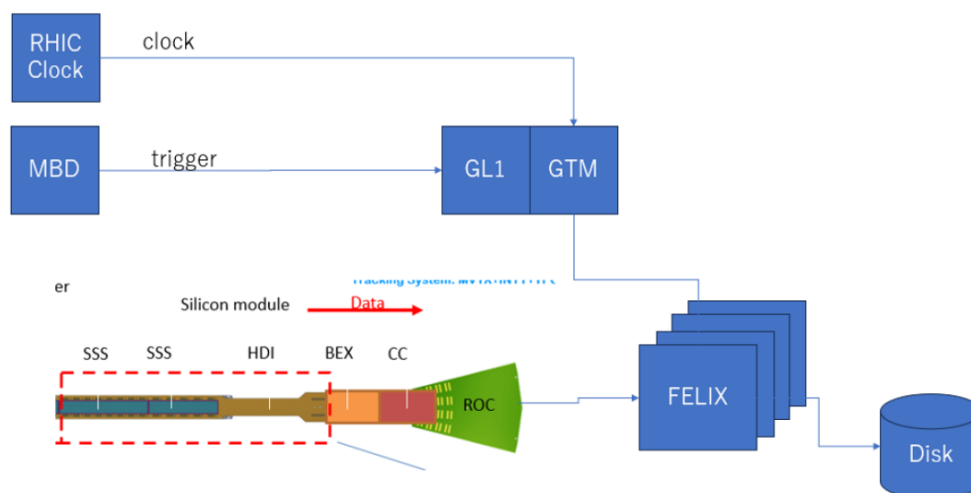 RHIC
Clock
clock
MBD
trigger
GL1
GTM
er
Silicon module
Data
SSS
SSS
HDI
BEX
CC
ROC
FELIX
Disk